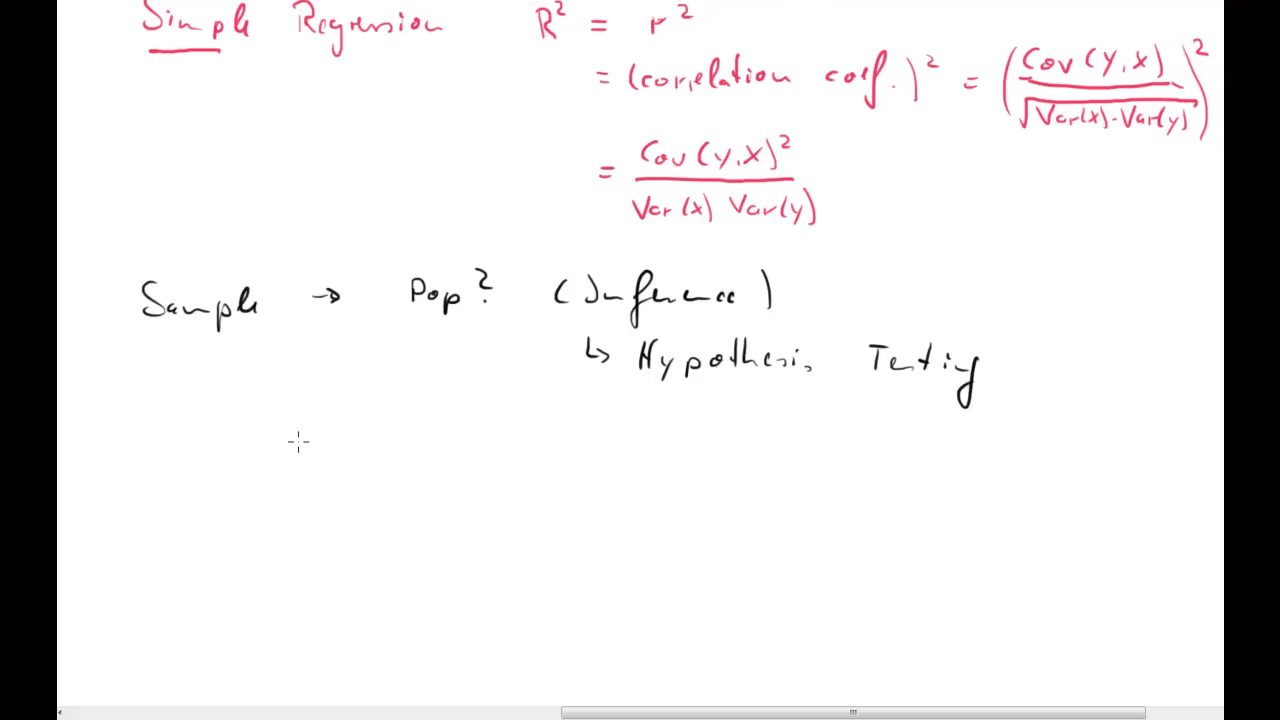 Simple Regression R² = r²
= (correlation coef.)² = (Cov(y,x) / √Var(x)·Var(y))²
= Cov(y,x)² / Var(x) Var(y)
Sample → Pop? (Inference)
↳ Hypothesis Testing